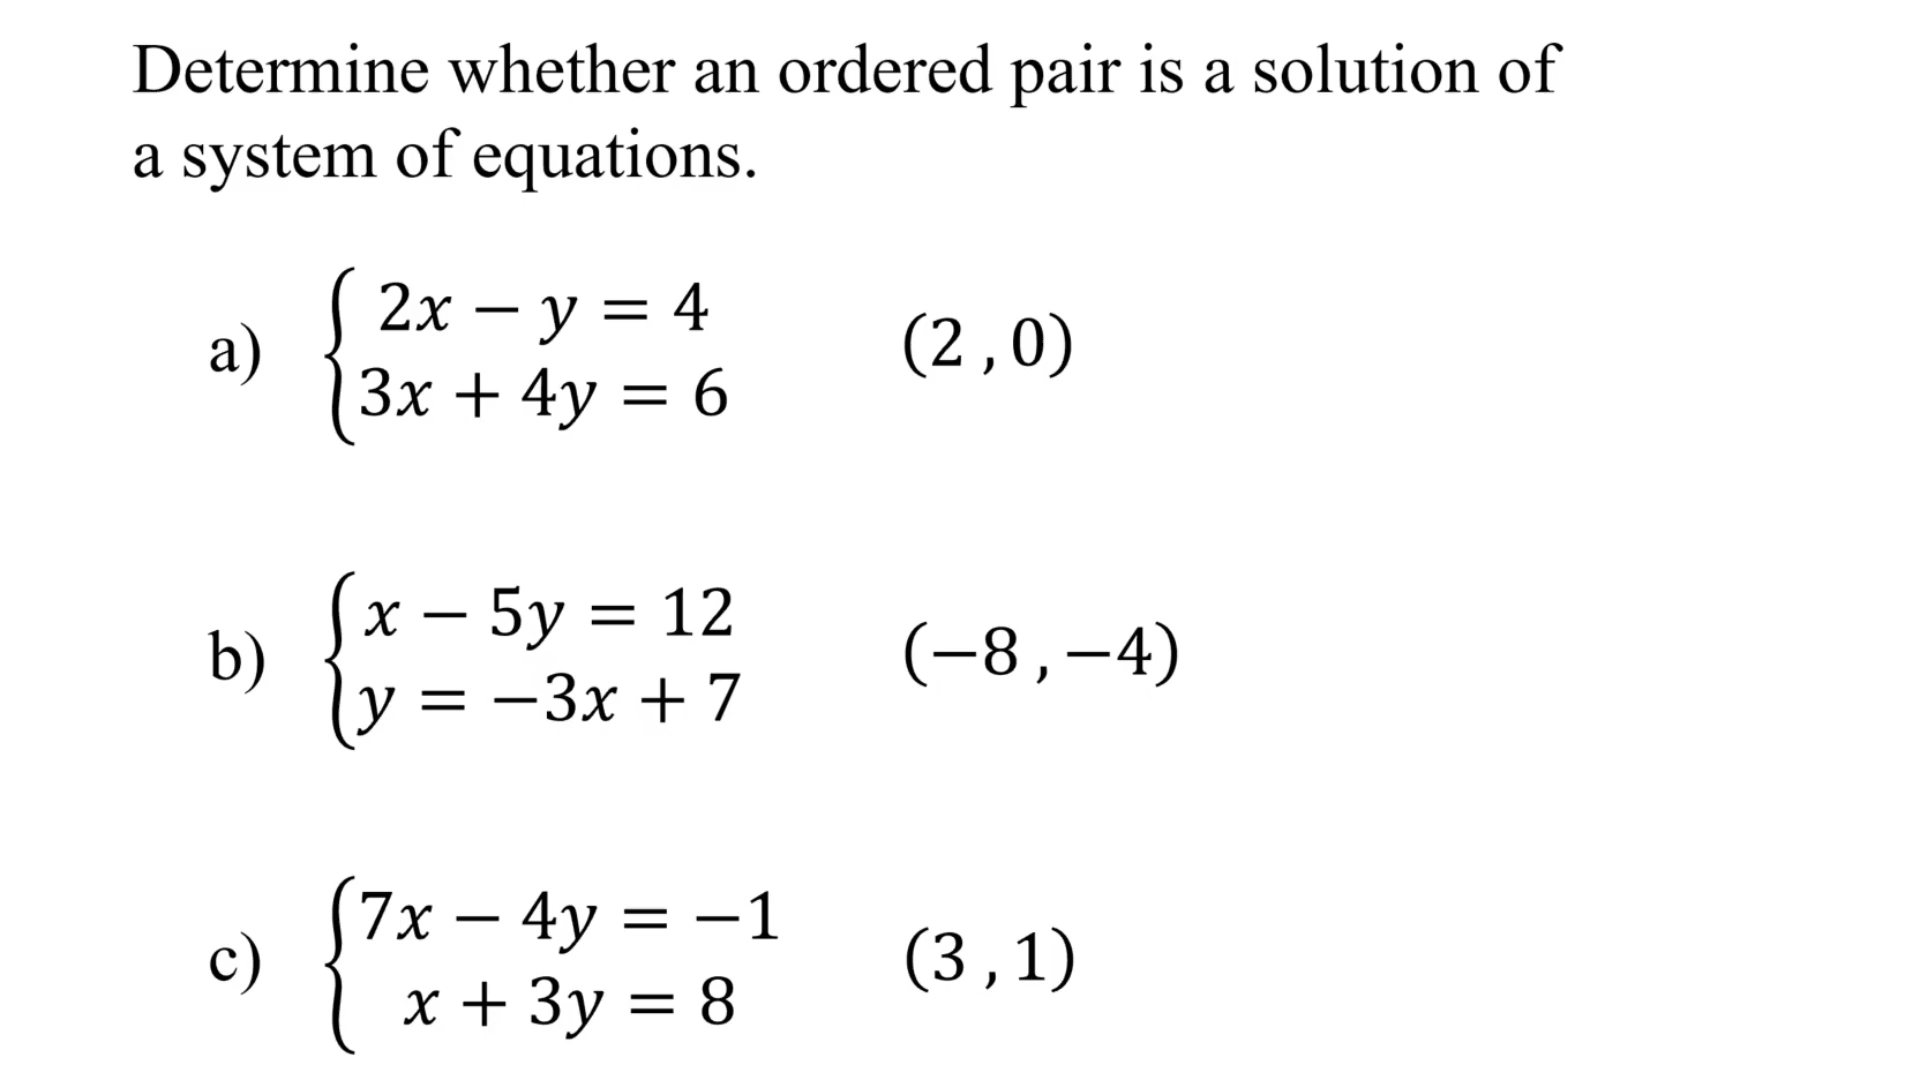 Determine whether an ordered pair is a solution of
a system of equations.
a) { 2x − y = 4
3x + 4y = 6
(2 ,0)
b) { x − 5y = 12
y = −3x + 7
(−8 ,−4)
c) { 7x − 4y = −1
x + 3y = 8
(3 ,1)